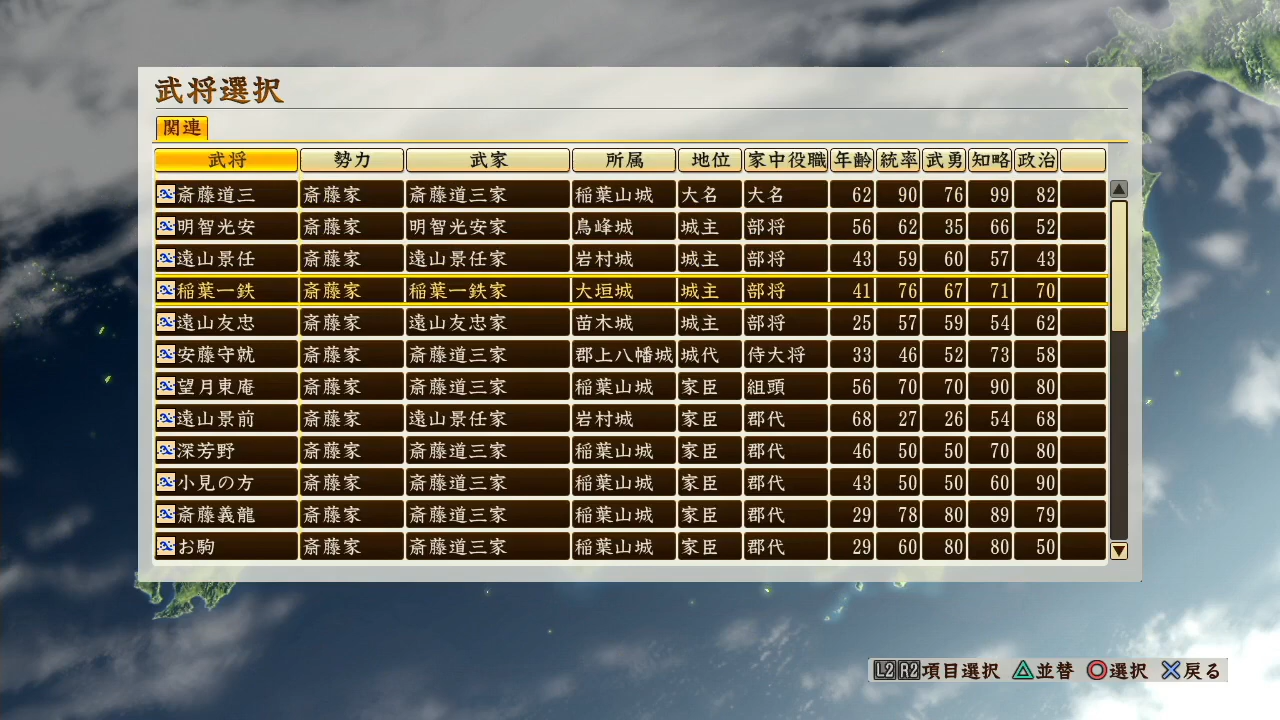 武将選択
関連
武将 勢力 武家 所属 地位 家中役職 年齢 統率 武勇 知略 政治
斎藤道三 斎藤家 斎藤道三家 稲葉山城 大名 大名 62 90 76 99 82
明智光安 斎藤家 明智光安家 烏峰城 城主 部将 56 62 35 66 52
遠山景任 斎藤家 遠山景任家 岩村城 城主 部将 43 59 60 57 43
稲葉一鉄 斎藤家 稲葉一鉄家 大垣城 城主 部将 41 76 67 71 70
遠山友忠 斎藤家 遠山友忠家 苗木城 城主 部将 25 57 59 54 62
安藤守就 斎藤家 斎藤道三家 郡上八幡城 城代 侍大将 33 46 52 73 58
望月東庵 斎藤家 斎藤道三家 稲葉山城 家臣 組頭 56 70 70 90 80
遠山景前 斎藤家 遠山景任家 岩村城 家臣 郡代 68 27 26 54 68
深芳野 斎藤家 斎藤道三家 稲葉山城 家臣 郡代 46 50 50 70 80
小見の方 斎藤家 斎藤道三家 稲葉山城 家臣 郡代 43 50 50 60 90
斎藤義龍 斎藤家 斎藤道三家 稲葉山城 家臣 郡代 29 78 80 89 79
お駒 斎藤家 斎藤道三家 稲葉山城 家臣 郡代 29 60 80 80 50
L2 R2 項目選択 △並替 ○選択 ×戻る